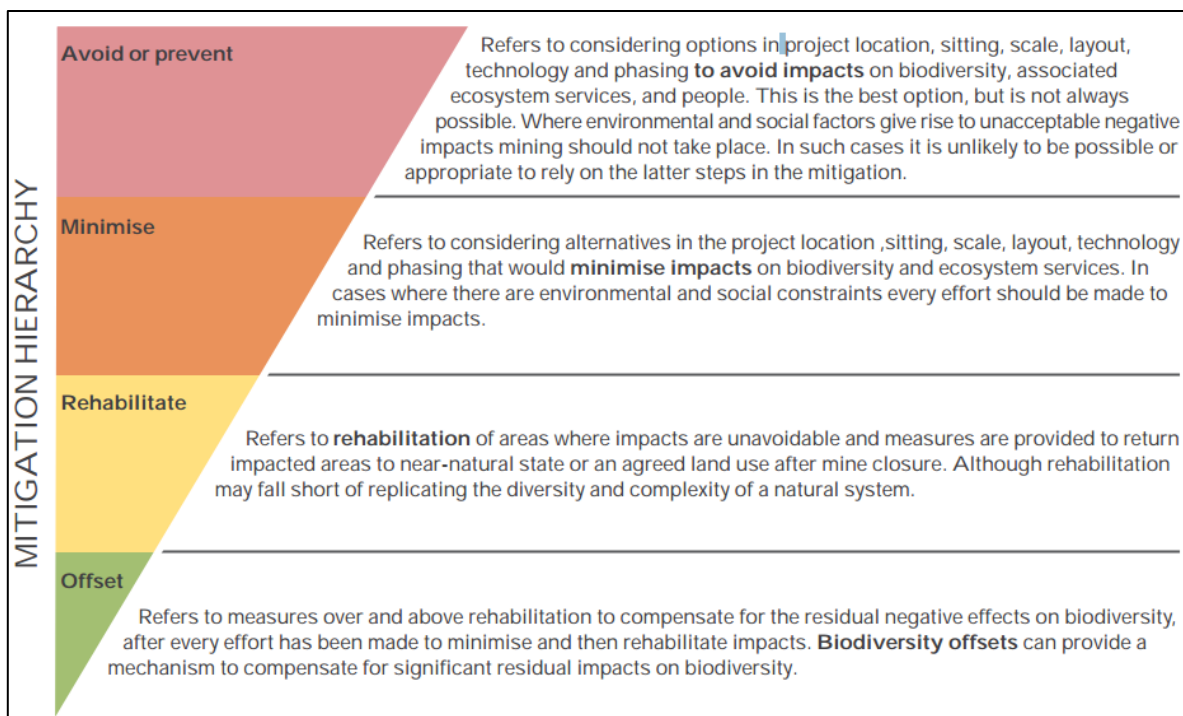 MITIGATION HIERARCHY
Avoid or prevent
Refers to considering options in project location, sitting, scale, layout,
technology and phasing to avoid impacts on biodiversity, associated
ecosystem services, and people. This is the best option, but is not always
possible. Where environmental and social factors give rise to unacceptable negative
impacts mining should not take place. In such cases it is unlikely to be possible or
appropriate to rely on the latter steps in the mitigation.
Minimise
Refers to considering alternatives in the project location ,sitting, scale, layout, technology
and phasing that would minimise impacts on biodiversity and ecosystem services. In
cases where there are environmental and social constraints every effort should be made to
minimise impacts.
Rehabilitate
Refers to rehabilitation of areas where impacts are unavoidable and measures are provided to return
impacted areas to near-natural state or an agreed land use after mine closure. Although rehabilitation
may fall short of replicating the diversity and complexity of a natural system.
Offset
Refers to measures over and above rehabilitation to compensate for the residual negative effects on biodiversity,
after every effort has been made to minimise and then rehabilitate impacts. Biodiversity offsets can provide a
mechanism to compensate for significant residual impacts on biodiversity.